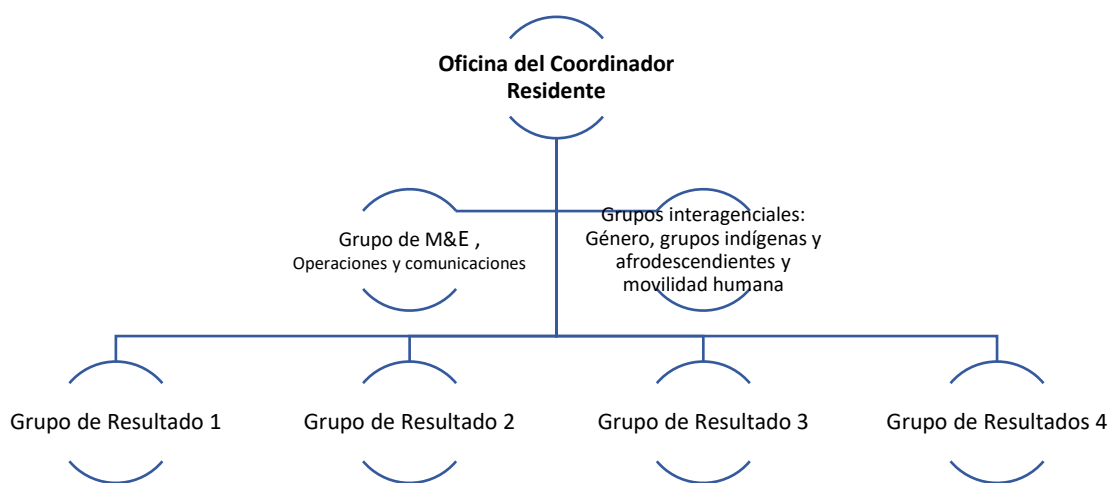 Oficina del Coordinador
Residente
Grupo de M&E ,
Operaciones y comunicaciones
Grupos interagenciales:
Género, grupos indígenas y
afrodescendientes y
movilidad humana
Grupo de Resultado 1
Grupo de Resultado 2
Grupo de Resultado 3
Grupo de Resultados 4